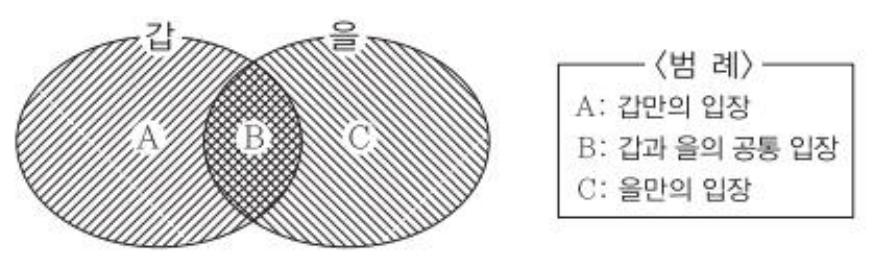 갑 을
A B C
〈범 례〉
A: 갑만의 입장
B: 갑과 을의 공통 입장
C: 을만의 입장